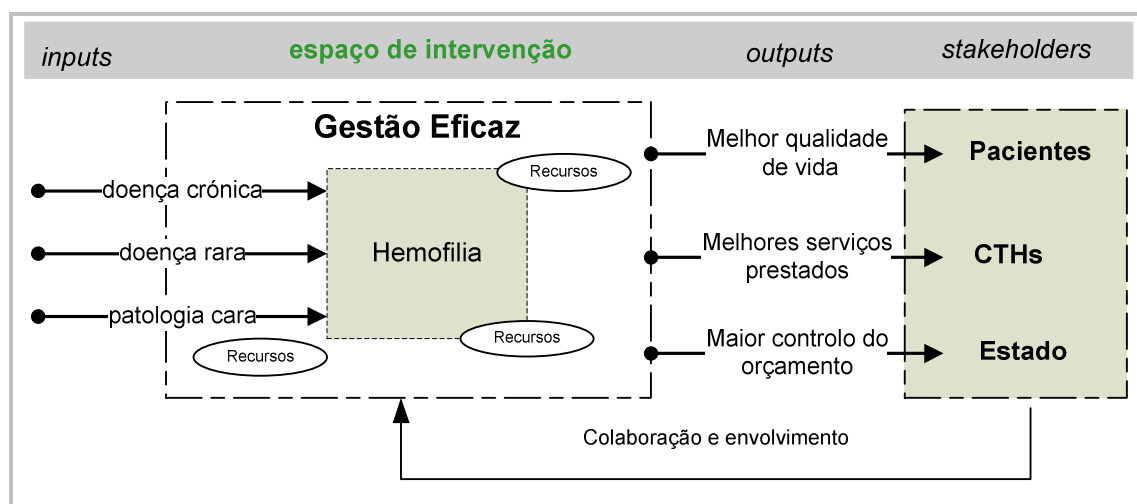 inputs
espaço de intervenção
outputs
stakeholders
Gestão Eficaz
Recursos
doença crónica
doença rara
patologia cara
Hemofilia
Recursos
Recursos
Melhor qualidade
de vida
Pacientes
Melhores serviços
prestados
CTHs
Maior controlo do
orçamento
Estado
Colaboração e envolvimento